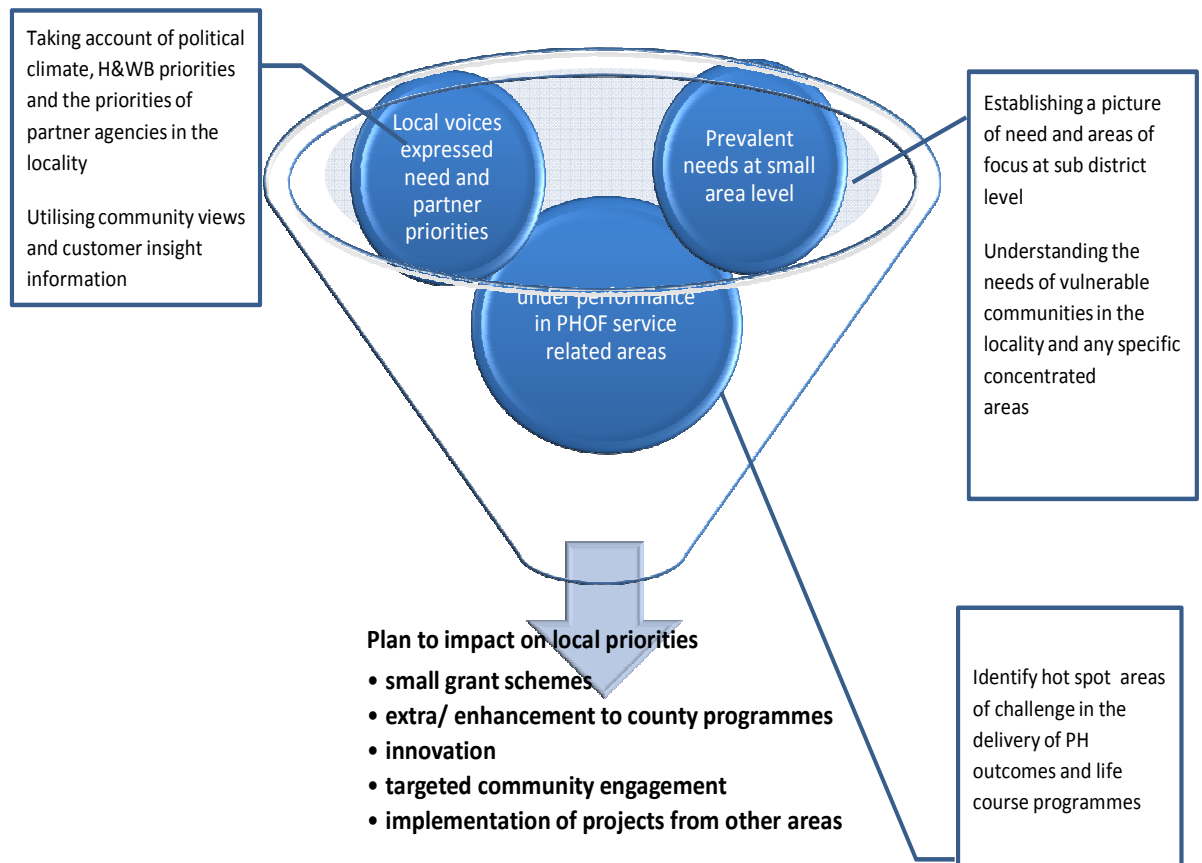 Taking account of political
climate, H&WB priorities
and the priorities of
partner agencies in the
locality
Utilising community views
and customer insight
information
Local voices
expressed
need and
partner
priorities
Prevalent
needs at small
area level
under performance
in PHOF service
related areas
Establishing a picture
of need and areas of
focus at sub district
level
Understanding the
needs of vulnerable
communities in the
locality and any specific
concentrated
areas
Plan to impact on local priorities
• small grant schemes
• extra/ enhancement to county programmes
• innovation
• targeted community engagement
• implementation of projects from other areas
Identify hot spot areas
of challenge in the
delivery of PH
outcomes and life
course programmes